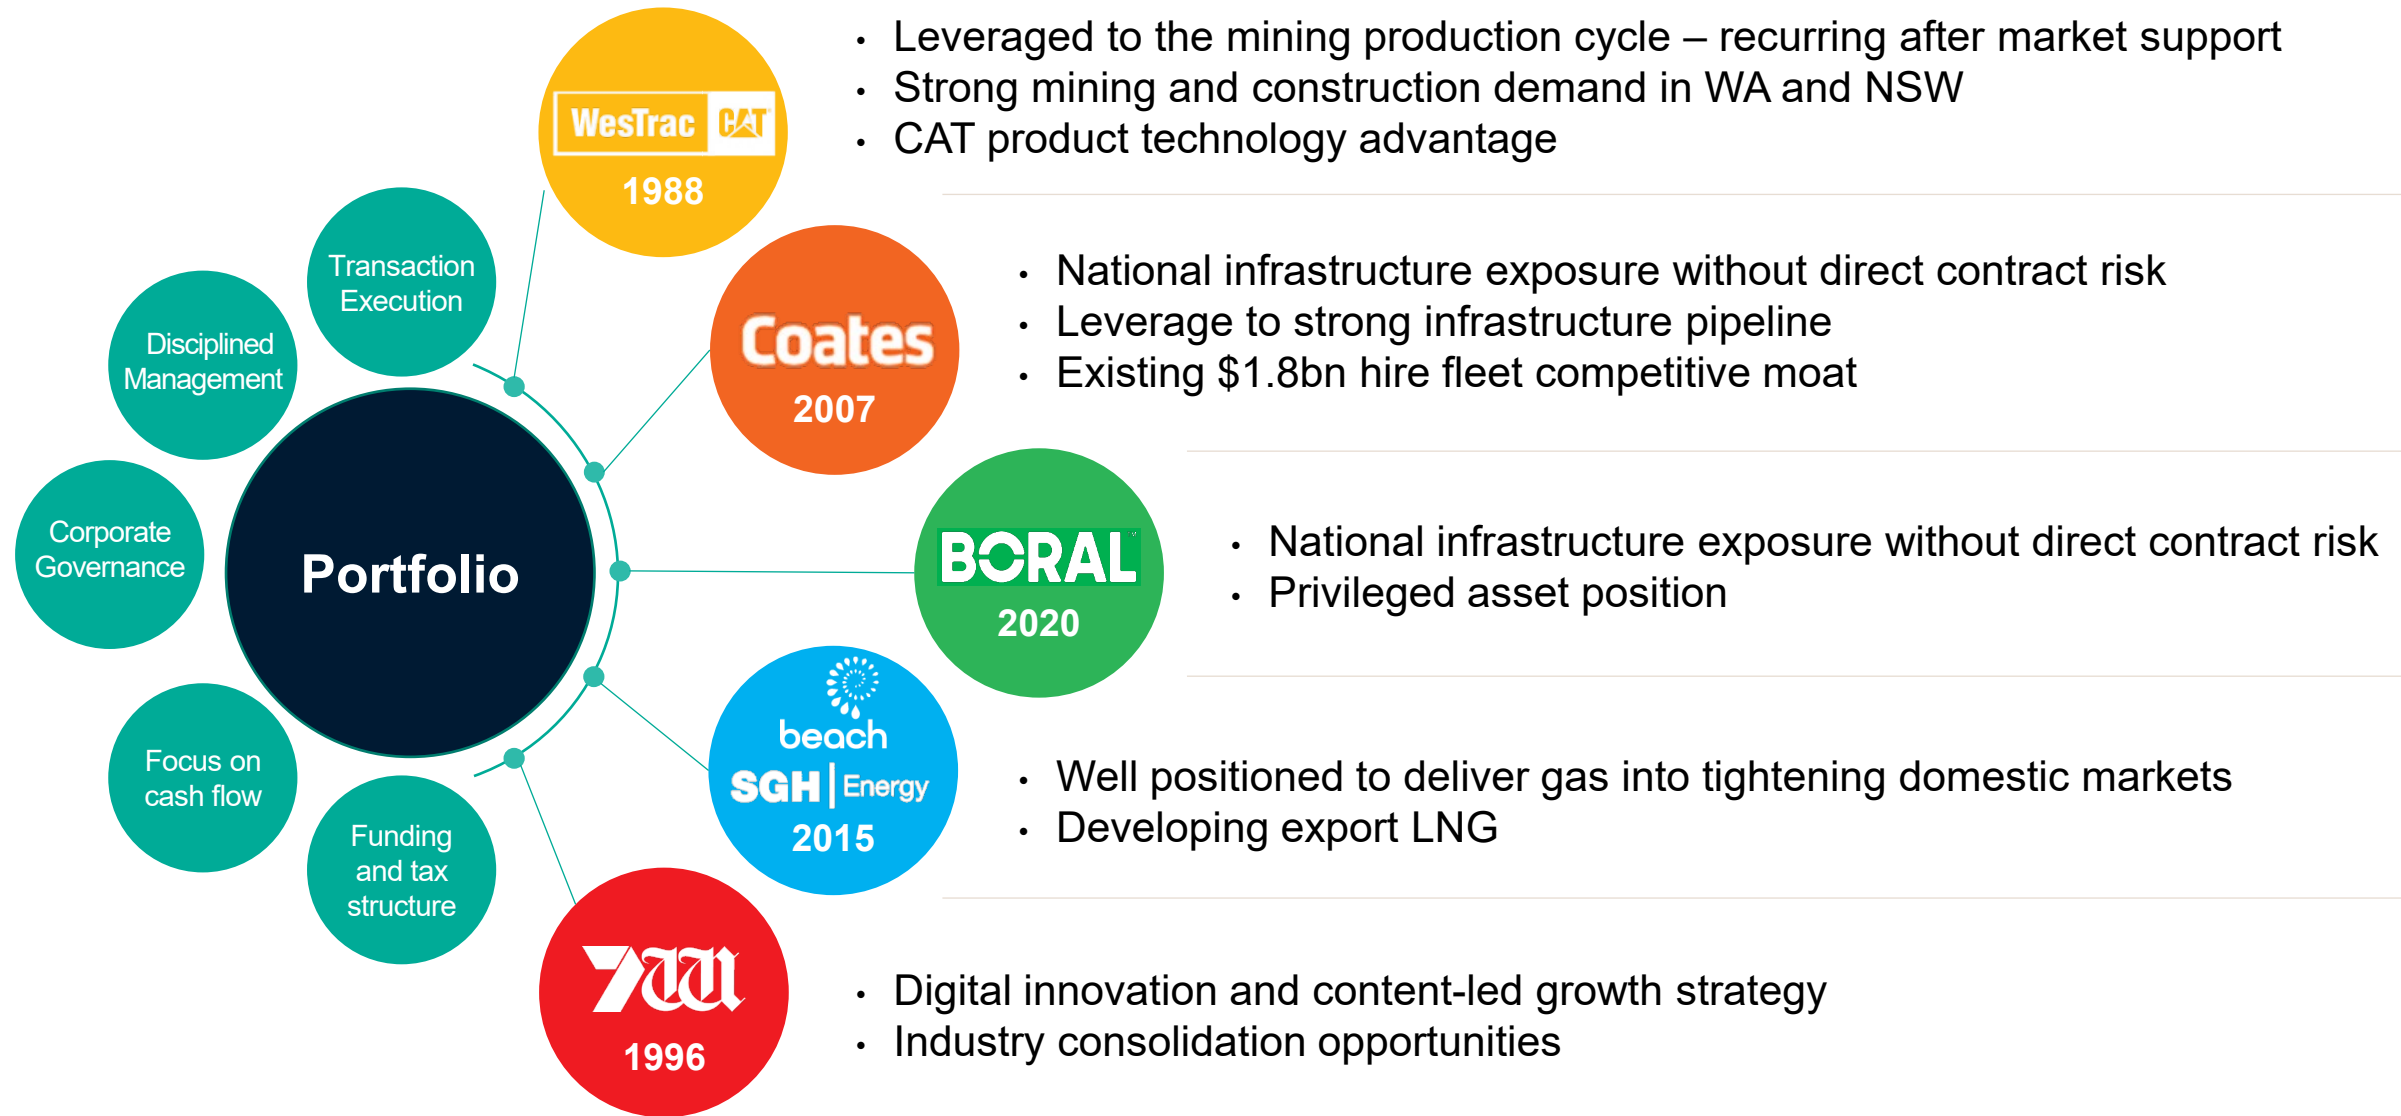 WesTrac CAT
1988
• Leveraged to the mining production cycle – recurring after market support
• Strong mining and construction demand in WA and NSW
• CAT product technology advantage
Transaction
Execution
Disciplined
Management
Corporate
Governance
Focus on
cash flow
Funding
and tax
structure
Portfolio
Coates
2007
• National infrastructure exposure without direct contract risk
• Leverage to strong infrastructure pipeline
• Existing $1.8bn hire fleet competitive moat
BORAL
2020
• National infrastructure exposure without direct contract risk
• Privileged asset position
beach
SGH | Energy
2015
• Well positioned to deliver gas into tightening domestic markets
• Developing export LNG
7 W
1996
• Digital innovation and content-led growth strategy
• Industry consolidation opportunities